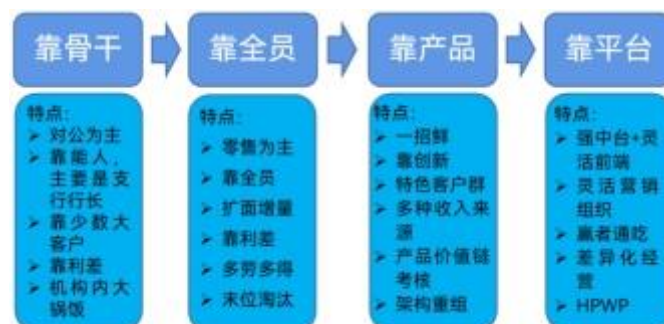 靠骨干
靠全员
靠产品
靠平台
特点：
➢ 对公为主
➢ 靠能人，
主要是支
行行长
➢ 靠少数大
客户
➢ 靠利差
➢ 机构内大
锅饭
特点：
➢ 零售为主
➢ 靠全员
➢ 扩面增量
➢ 靠利差
➢ 多劳多得
➢ 末位淘汰
特点：
➢ 一招鲜
➢ 靠创新
➢ 特色客户群
➢ 多种收入来
源
➢ 产品价值链
考核
➢ 架构重组
特点：
➢ 强中台+灵
活前端
➢ 灵活营销
组织
➢ 赢者通吃
➢ 差异化经
营
➢ HPWP